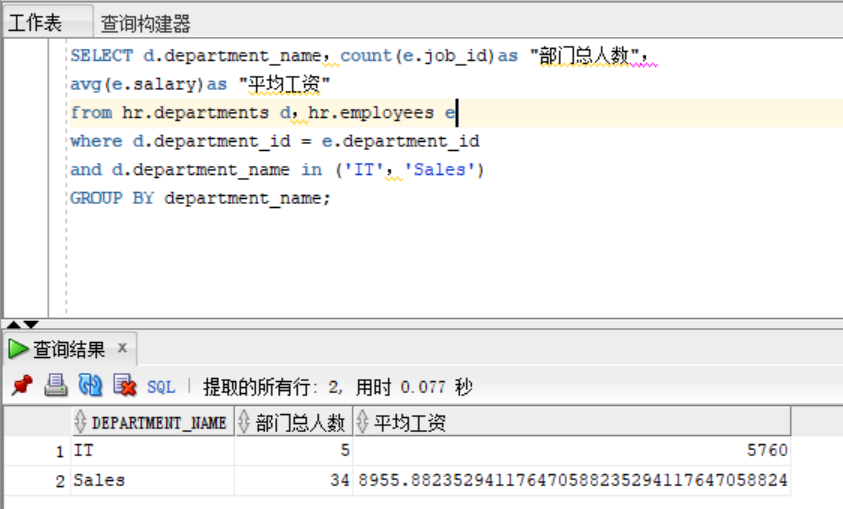 工作表 查询构建器
SELECT d.department_name，count(e.job_id)as "部门总人数"，
avg(e.salary)as "平均工资"
from hr.departments d，hr.employees e
where d.department_id = e.department_id
and d.department_name in ('IT'，'Sales')
GROUP BY department_name;
查询结果 x
SQL | 提取的所有行: 2, 用时 0.077 秒
DEPARTMENT_NAME 部门总人数 平均工资
1 IT 5 5760
2 Sales 34 8955.88235294117647058823529411764705882​4